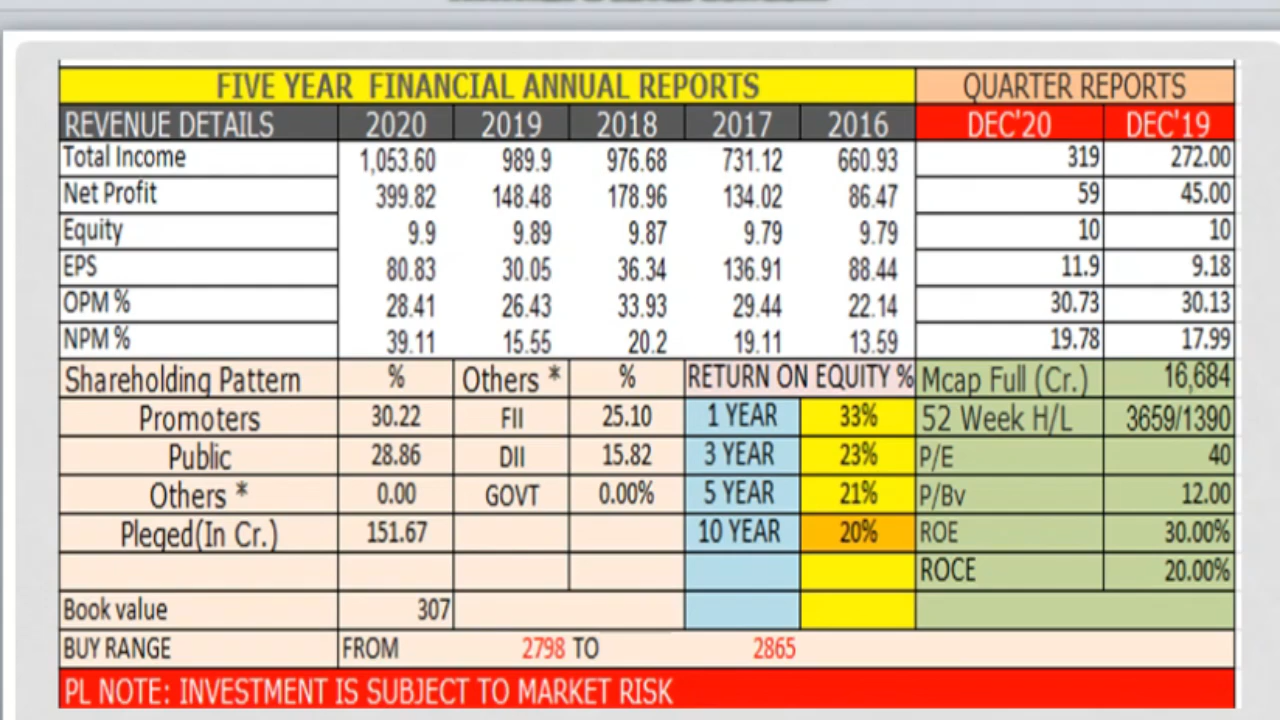 FIVE YEAR FINANCIAL ANNUAL REPORTS QUARTER REPORTS
REVENUE DETAILS 2020 2019 2018 2017 2016 DEC'20 DEC'19
Total Income 1,053.60 989.9 976.68 731.12 660.93 319 272.00
Net Profit 399.82 148.48 178.96 134.02 86.47 59 45.00
Equity 9.9 9.89 9.87 9.79 9.79 10 10
EPS 80.83 30.05 36.34 136.91 88.44 11.9 9.18
OPM % 28.41 26.43 33.93 29.44 22.14 30.73 30.13
NPM % 39.11 15.55 20.2 19.11 13.59 19.78 17.99
Shareholding Pattern % Others * % RETURN ON EQUITY % Mcap Full (Cr.) 16,684
Promoters 30.22 FII 25.10 1 YEAR 33% 52 Week H/L 3659/1390
Public 28.86 DII 15.82 3 YEAR 23% P/E 40
Others * 0.00 GOVT 0.00% 5 YEAR 21% P/Bv 12.00
Pleged(In Cr.) 151.67 10 YEAR 20% ROE 30.00%
ROCE 20.00%
Book value 307
BUY RANGE FROM 2798 TO 2865
PL NOTE: INVESTMENT IS SUBJECT TO MARKET RISK